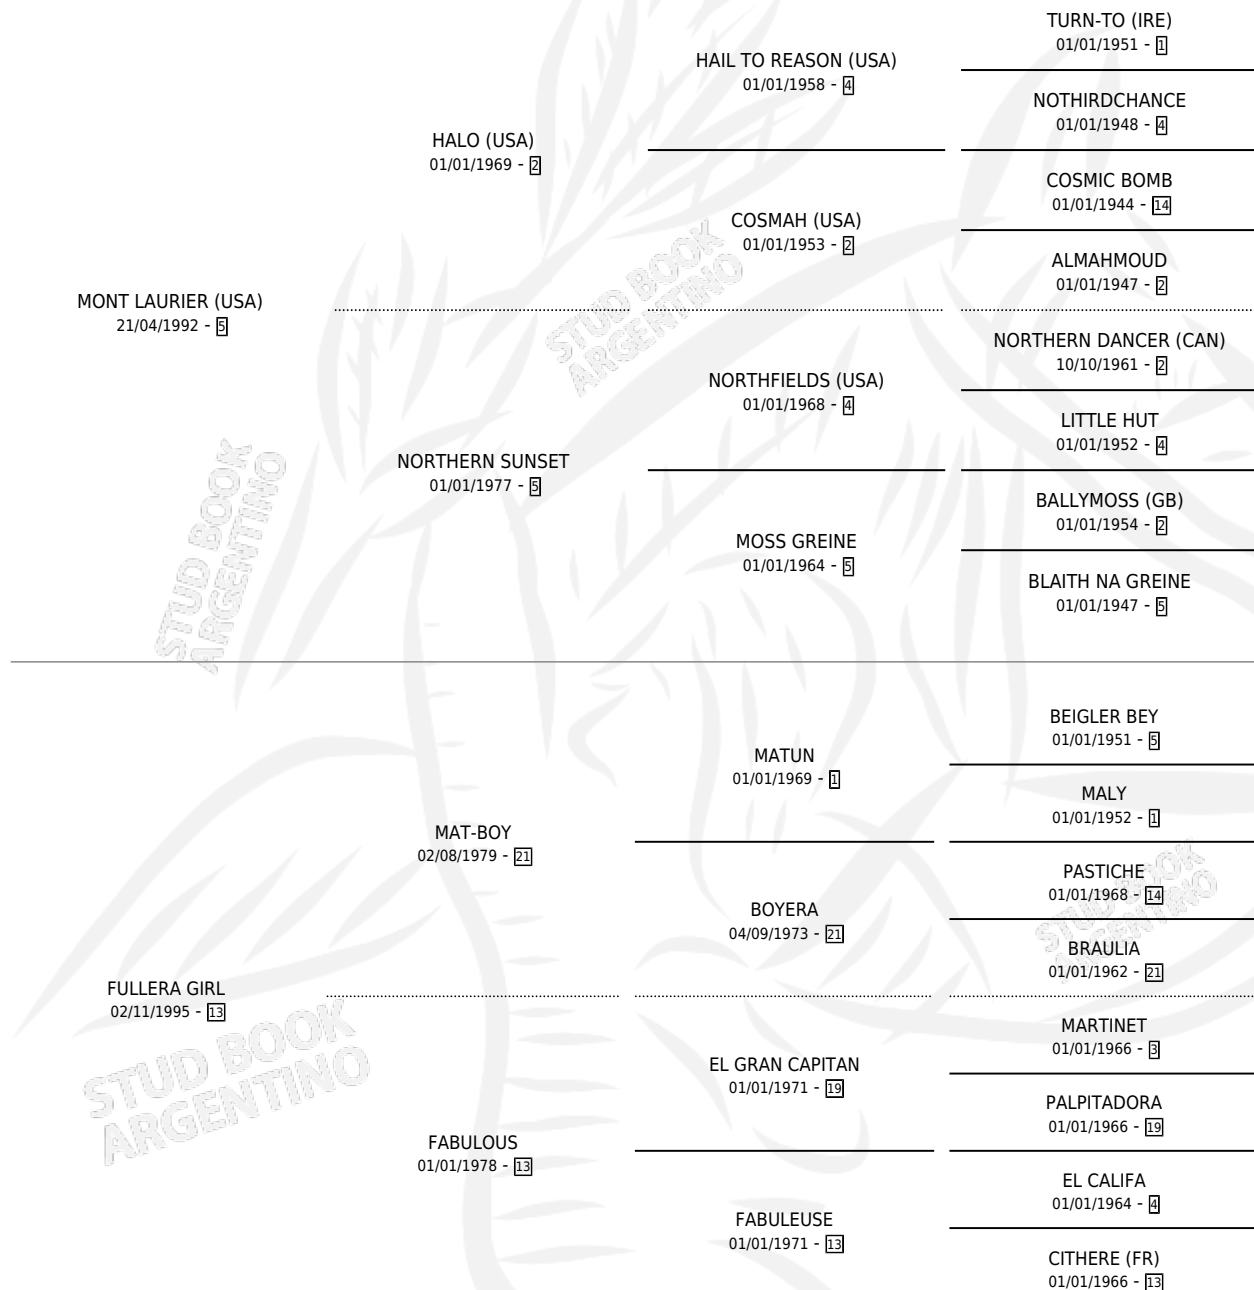 TURN-TO (IRE)
01/01/1951 - 1
HAIL TO REASON (USA)
01/01/1958 - 4
NOTHIRDCHANCE
01/01/1948 - 4
HALO (USA)
01/01/1969 - 2
COSMIC BOMB
01/01/1944 - 14
COSMAH (USA)
01/01/1953 - 2
ALMAHMOUD
01/01/1947 - 2
MONT LAURIER (USA)
21/04/1992 - 5
NORTHERN DANCER (CAN)
10/10/1961 - 2
NORTHFIELDS (USA)
01/01/1968 - 4
LITTLE HUT
01/01/1952 - 4
NORTHERN SUNSET
01/01/1977 - 5
BALLYMOSS (GB)
01/01/1954 - 2
MOSS GREINE
01/01/1964 - 5
BLAITH NA GREINE
01/01/1947 - 5
BEIGLER BEY
01/01/1951 - 5
MATUN
01/01/1969 - 1
MALY
01/01/1952 - 1
MAT-BOY
02/08/1979 - 21
PASTICHE
01/01/1968 - 14
BOYERA
04/09/1973 - 21
BRAULIA
01/01/1962 - 21
FULLERA GIRL
02/11/1995 - 13
MARTINET
01/01/1966 - 3
EL GRAN CAPITAN
01/01/1971 - 19
PALPITADORA
01/01/1966 - 19
FABULOUS
01/01/1978 - 13
EL CALIFA
01/01/1964 - 4
FABULEUSE
01/01/1971 - 13
CITHERE (FR)
01/01/1966 - 13
STUD BOOK
ARGENTINO
STUD BOOK
ARGENTINO
STUD BOOK
ARGENTINO
STUD BOOK
ARGENTINO